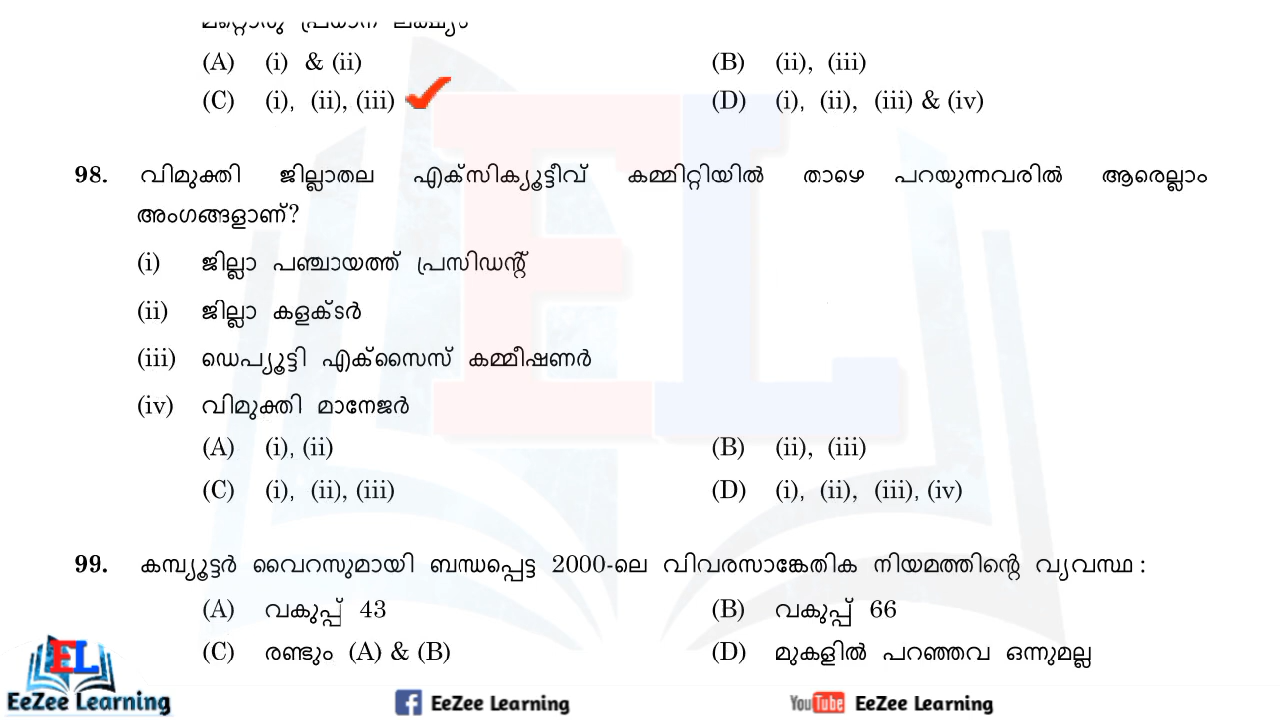 മറ്റൊരു പ്രധാന ലക്ഷ്യം
(A) (i) & (ii) (B) (ii), (iii)
(C) (i), (ii), (iii) (D) (i), (ii), (iii) & (iv)
98. വിമുക്തി ജില്ലാതല എക്സിക്യൂട്ടീവ് കമ്മിറ്റിയിൽ താഴെ പറയുന്നവരിൽ ആരെല്ലാം
അംഗങ്ങളാണ്?
(i) ജില്ലാ പഞ്ചായത്ത് പ്രസിഡന്റ്
(ii) ജില്ലാ കളക്ടർ
(iii) ഡെപ്യൂട്ടി എക്സൈസ് കമ്മീഷണർ
(iv) വിമുക്തി മാനേജർ
(A) (i), (ii) (B) (ii), (iii)
(C) (i), (ii), (iii) (D) (i), (ii), (iii), (iv)
99. കമ്പ്യൂട്ടർ വൈറസുമായി ബന്ധപ്പെട്ട 2000-ലെ വിവരസാങ്കേതിക നിയമത്തിന്റെ വ്യവസ്ഥ :
(A) വകുപ്പ് 43 (B) വകുപ്പ് 66
(C) രണ്ടും (A) & (B) (D) മുകളിൽ പറഞ്ഞവ ഒന്നുമല്ല
EL
EeZee Learning EeZee Learning YouTube EeZee Learning